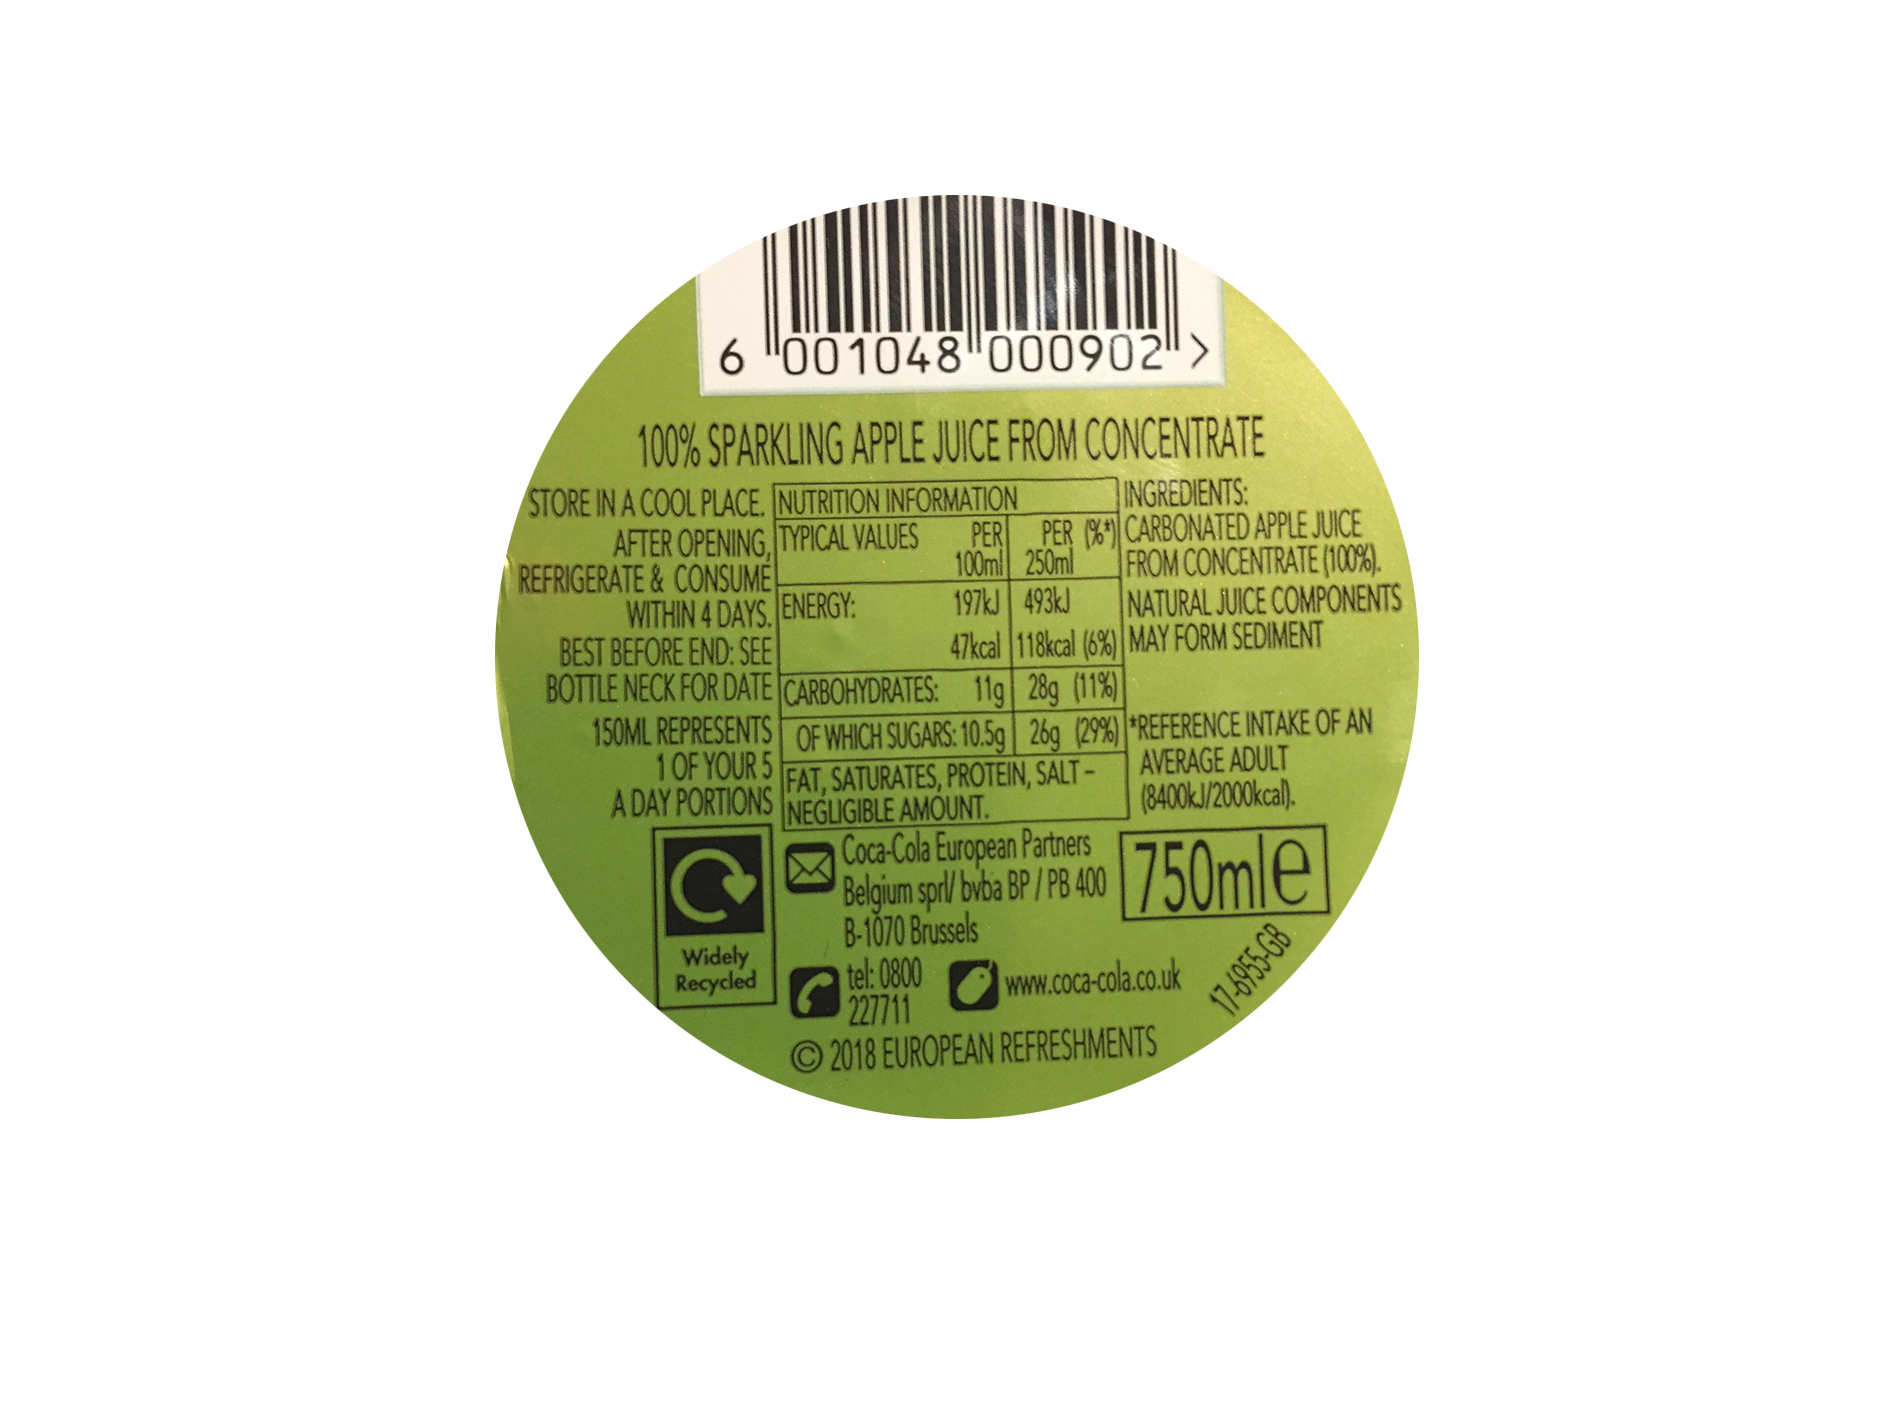 6 001048 000902 >
100% SPARKLING APPLE JUICE FROM CONCENTRATE
STORE IN A COOL PLACE.
AFTER OPENING,
REFRIGERATE & CONSUME
WITHIN 4 DAYS.
BEST BEFORE END: SEE
BOTTLE NECK FOR DATE
150ML REPRESENTS
1 OF YOUR 5
A DAY PORTIONS
NUTRITION INFORMATION
TYPICAL VALUES PER PER (%*)
100ml 250ml
ENERGY: 197kJ 493kJ
47kcal 118kcal (6%)
CARBOHYDRATES: 11g 28g (11%)
OF WHICH SUGARS: 10.5g 26g (29%)
FAT, SATURATES, PROTEIN, SALT –
NEGLIGIBLE AMOUNT.
INGREDIENTS:
CARBONATED APPLE JUICE
FROM CONCENTRATE (100%).
NATURAL JUICE COMPONENTS
MAY FORM SEDIMENT
*REFERENCE INTAKE OF AN
AVERAGE ADULT
(8400kJ/2000kcal).
Widely
Recycled
Coca-Cola European Partners
Belgium sprl/ bvba BP / PB 400
B-1070 Brussels
tel: 0800
227711
www.coca-cola.co.uk
750ml e
17-6955-GB
© 2018 EUROPEAN REFRESHMENTS